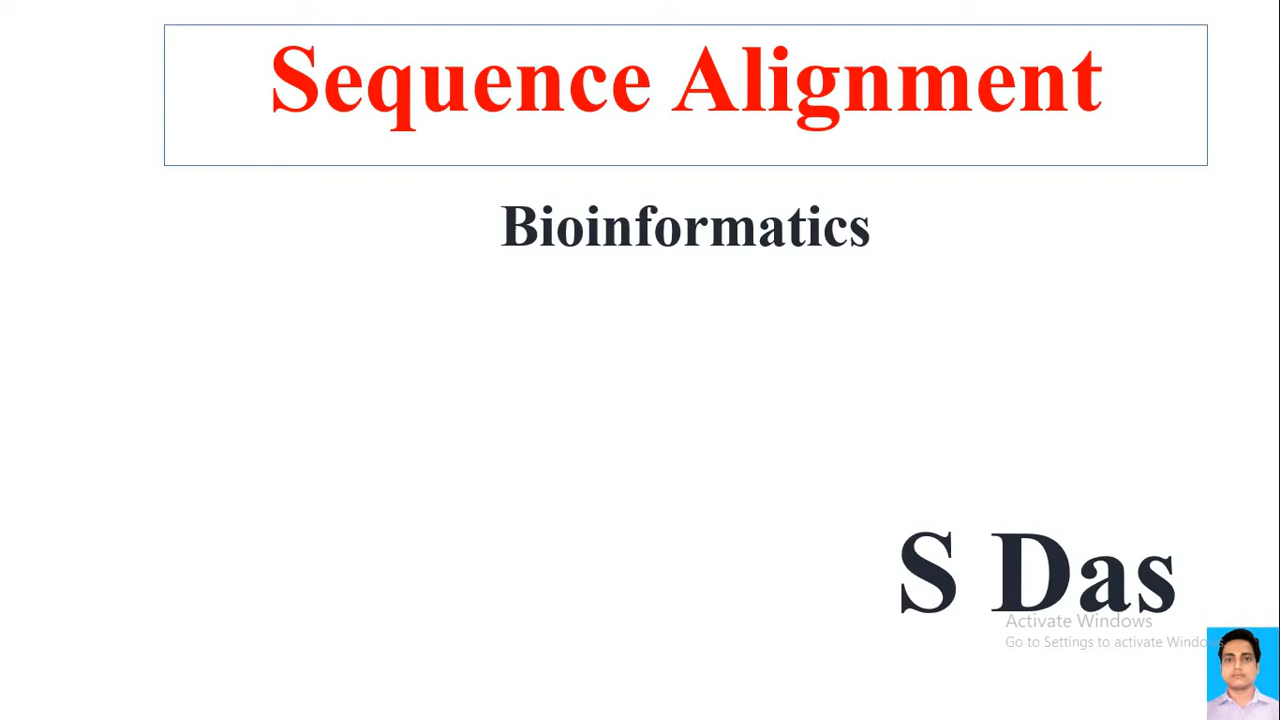 Sequence Alignment
Bioinformatics
S Das
Activate Windows
Go to Settings to activate Windows